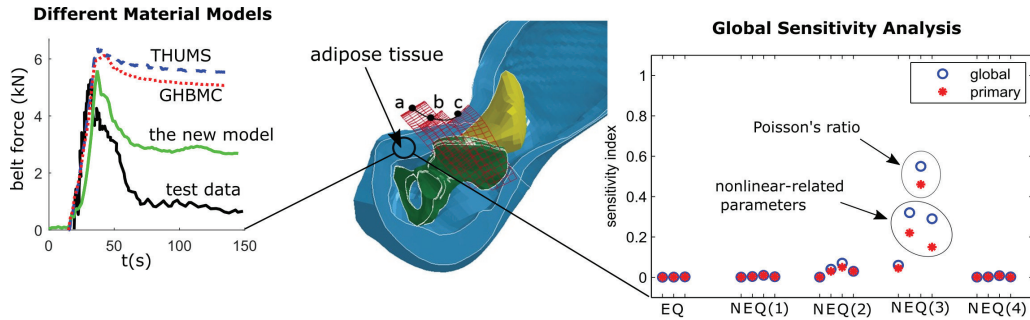 Different Material Models
belt force (kN)
6
4
2
0
0
50
100
150
t(s)
THUMS
GHBMC
the new model
test data
adipose tissue
a
b
c
Global Sensitivity Analysis
sensitivity index
1
0.8
0.6
0.4
0.2
0
global
primary
Poisson's ratio
nonlinear-related
parameters
EQ
NEQ(1)
NEQ(2)
NEQ(3)
NEQ(4)